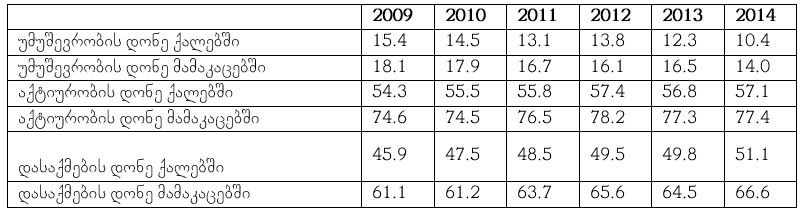 2009 2010 2011 2012 2013 2014
უმუშევრობის დონე ქალებში 15.4 14.5 13.1 13.8 12.3 10.4
უმუშევრობის დონე მამაკაცებში 18.1 17.9 16.7 16.1 16.5 14.0
აქტიურობის დონე ქალებში 54.3 55.5 55.8 57.4 56.8 57.1
აქტიურობის დონე მამაკაცებში 74.6 74.5 76.5 78.2 77.3 77.4
დასაქმების დონე ქალებში 45.9 47.5 48.5 49.5 49.8 51.1
დასაქმების დონე მამაკაცებში 61.1 61.2 63.7 65.6 64.5 66.6